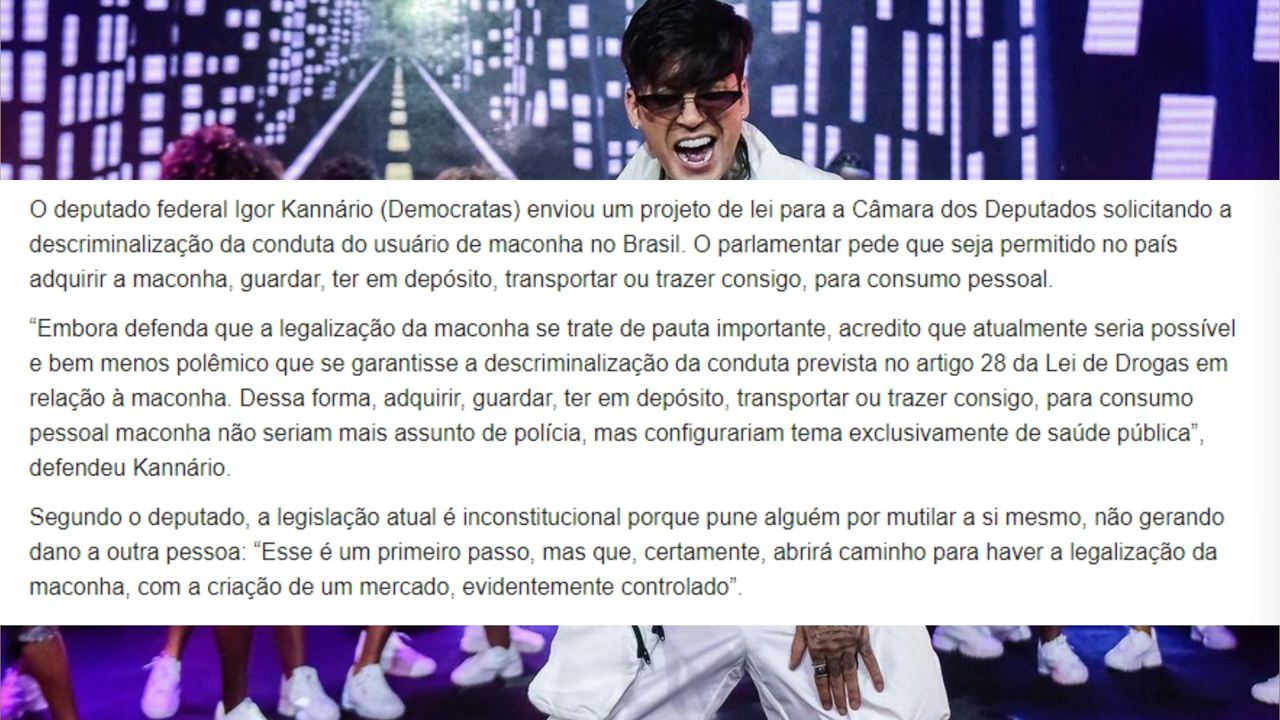 O deputado federal Igor Kannário (Democratas) enviou um projeto de lei para a Câmara dos Deputados solicitando a
descriminalização da conduta do usuário de maconha no Brasil. O parlamentar pede que seja permitido no país
adquirir a maconha, guardar, ter em depósito, transportar ou trazer consigo, para consumo pessoal.
“Embora defenda que a legalização da maconha se trate de pauta importante, acredito que atualmente seria possível
e bem menos polêmico que se garantisse a descriminalização da conduta prevista no artigo 28 da Lei de Drogas em
relação à maconha. Dessa forma, adquirir, guardar, ter em depósito, transportar ou trazer consigo, para consumo
pessoal maconha não seriam mais assunto de polícia, mas configurariam tema exclusivamente de saúde pública”,
defendeu Kannário.
Segundo o deputado, a legislação atual é inconstitucional porque pune alguém por mutilar a si mesmo, não gerando
dano a outra pessoa: “Esse é um primeiro passo, mas que, certamente, abrirá caminho para haver a legalização da
maconha, com a criação de um mercado, evidentemente controlado”.